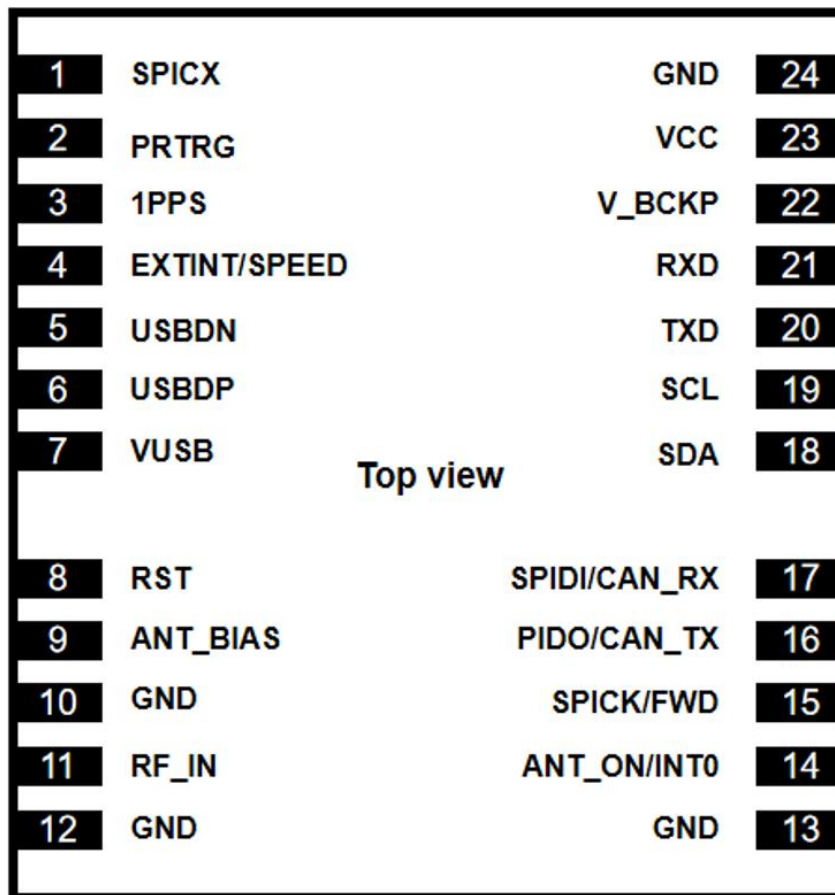 1 SPICX GND 24
2 PRTRG VCC 23
3 1PPS V_BCKP 22
4 EXTINT/SPEED RXD 21
5 USBDN TXD 20
6 USBDP SCL 19
7 VUSB SDA 18
Top view
8 RST SPIDI/CAN_RX 17
9 ANT_BIAS PIDO/CAN_TX 16
10 GND SPICK/FWD 15
11 RF_IN ANT_ON/INT0 14
12 GND GND 13